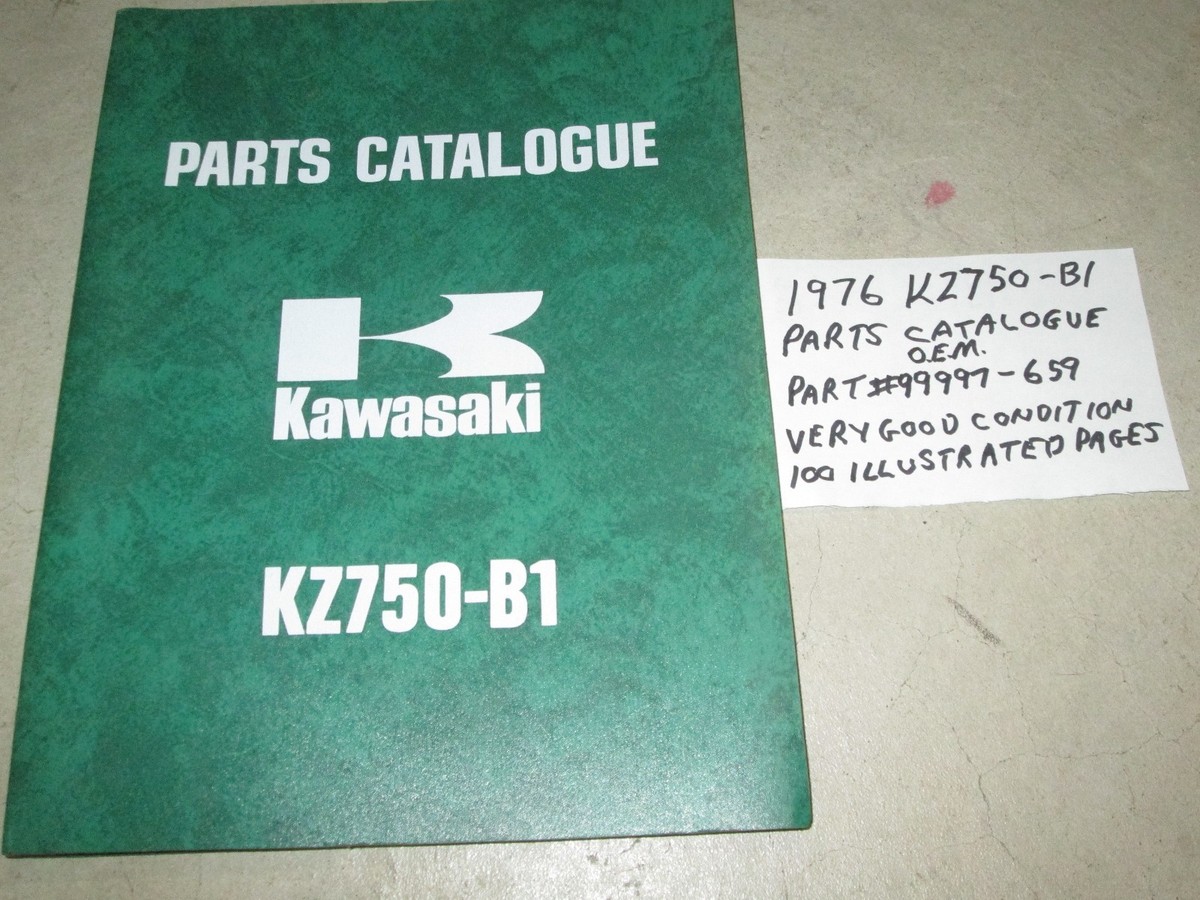 PARTS CATALOGUE
Kawasaki
KZ750-B1
1976 KZ750-B1
PARTS CATALOGUE
O.E.M.
PART #99997-659
VERY GOOD CONDITION
100 ILLUSTRATED PAGES